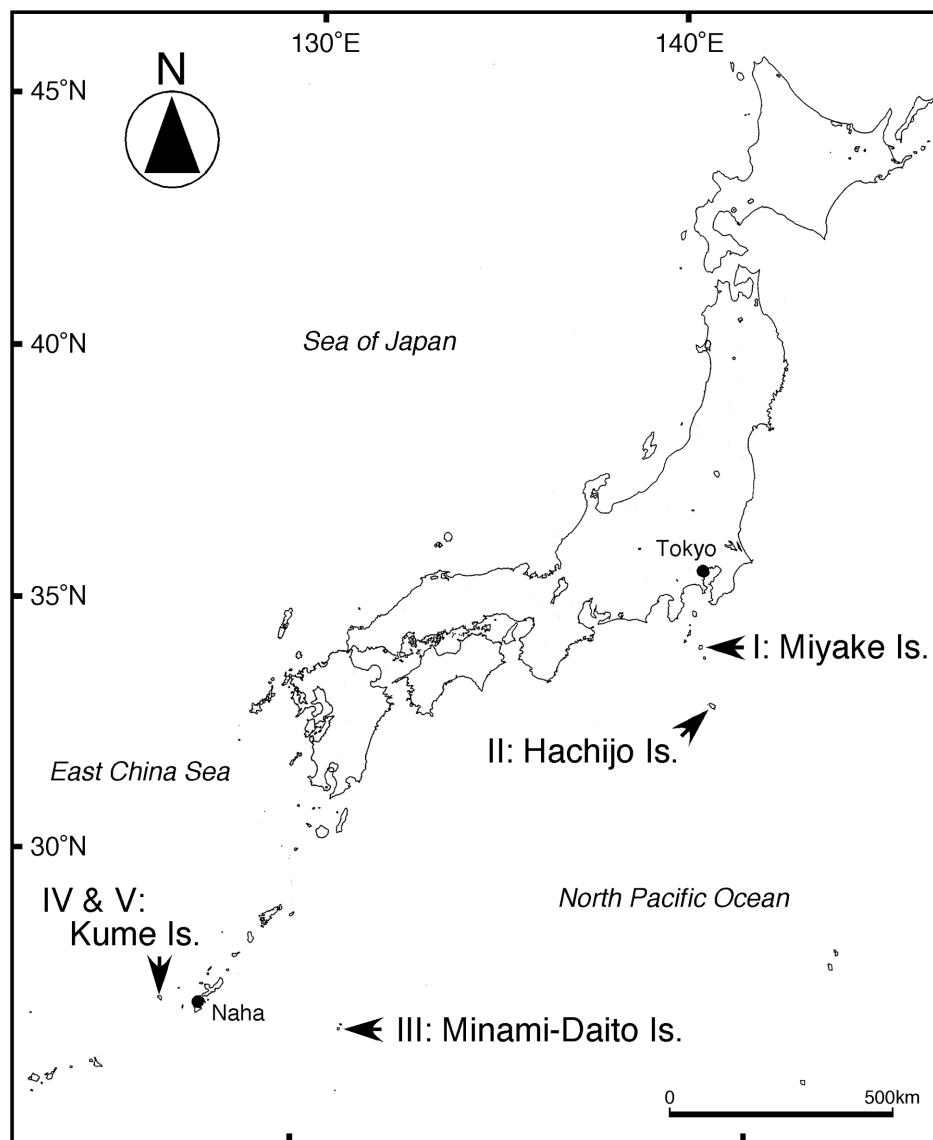 130°E
140°E
N
45°N
40°N
Sea of Japan
Tokyo
35°N
I: Miyake Is.
II: Hachijo Is.
East China Sea
30°N
IV & V:
Kume Is.
North Pacific Ocean
Naha
III: Minami-Daito Is.
0
500km